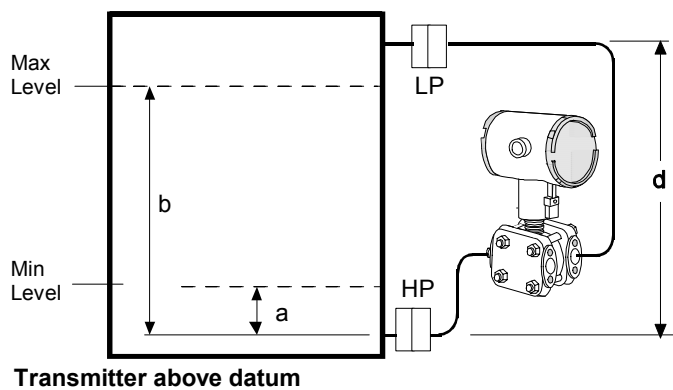 Max
Level
LP
b
d
Min
Level
a
HP
Transmitter above datum